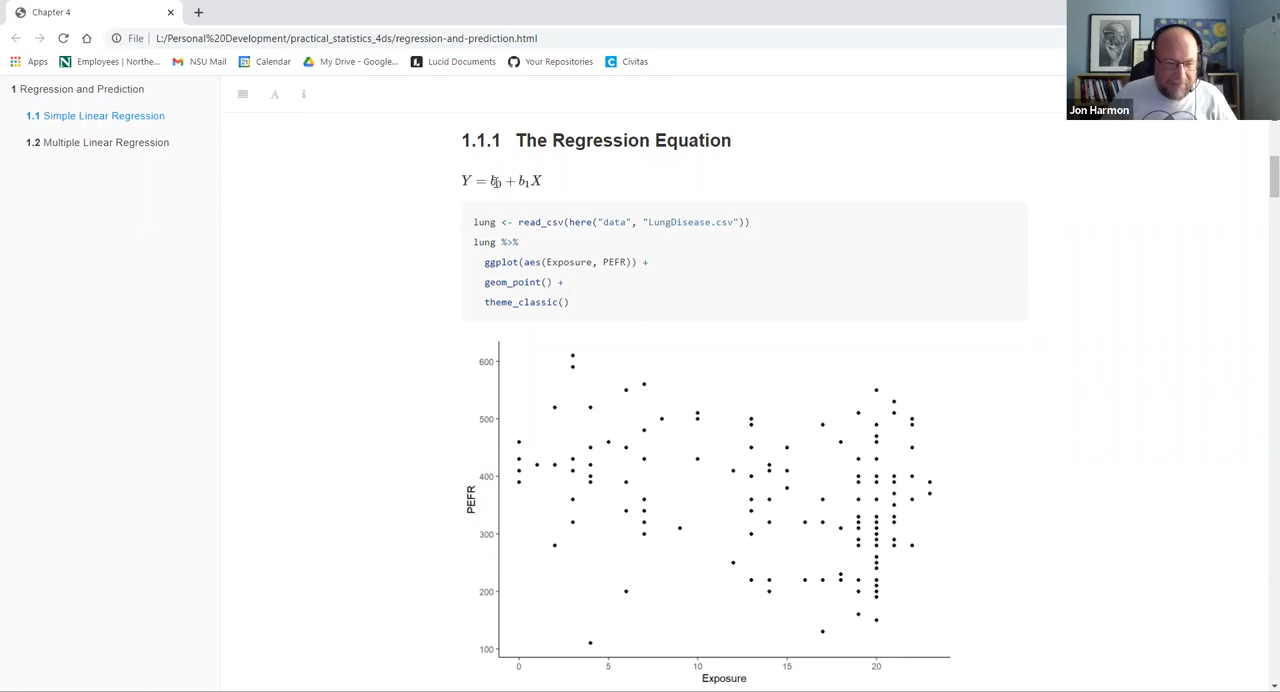 Chapter 4
File | L:/Personal%20Development/practical_statistics_4ds/regression-and-prediction.html
Apps Employees (Northe... NSU Mail Calendar My Drive - Google... Lucid Documents Your Repositories Civitas
Jon Harmon
1 Regression and Prediction
1.1 Simple Linear Regression
1.2 Multiple Linear Regression
1.1.1 The Regression Equation
Y = b0 + b1X
lung <- read_csv(here("data", "LungDisease.csv"))
lung %>%
ggplot(aes(Exposure, PEFR)) +
geom_point() +
theme_classic()
600
500
400
300
200
100
PEFR
0 5 10 15 20
Exposure